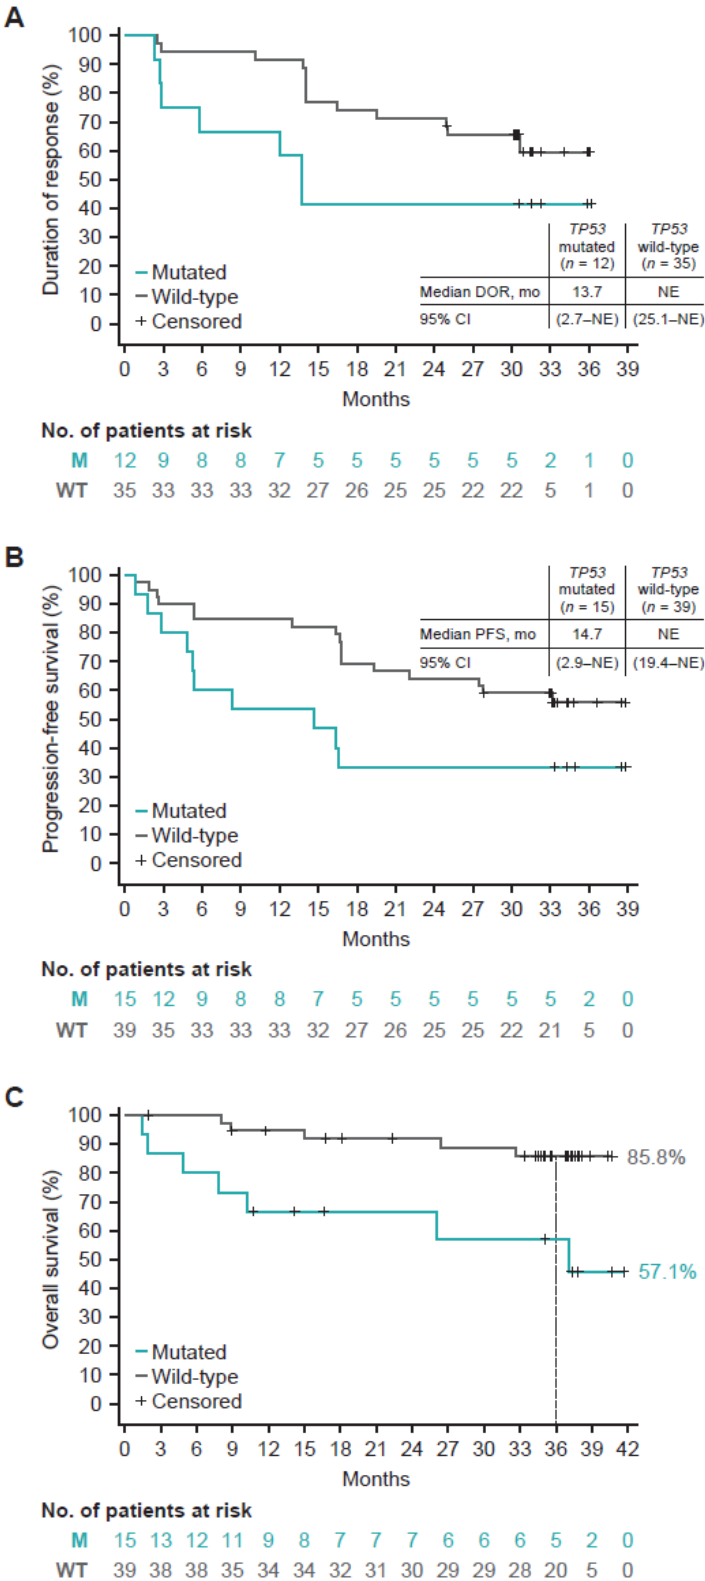 A
Duration of response (%)
100
90
80
70
60
50
40
30
20
10
0
Mutated
Wild-type
+ Censored
TP53 mutated (n = 12) TP53 wild-type (n = 35)
Median DOR, mo 13.7 NE
95% CI (2.7–NE) (25.1–NE)
0 3 6 9 12 15 18 21 24 27 30 33 36 39
Months
No. of patients at risk
M 12 9 8 8 7 5 5 5 5 5 5 2 1 0
WT 35 33 33 33 32 27 26 25 25 22 22 5 1 0
B
Progression-free survival (%)
100
90
80
70
60
50
40
30
20
10
0
TP53 mutated (n = 15) TP53 wild-type (n = 39)
Median PFS, mo 14.7 NE
95% CI (2.9–NE) (19.4–NE)
Mutated
Wild-type
+ Censored
0 3 6 9 12 15 18 21 24 27 30 33 36 39
Months
No. of patients at risk
M 15 12 9 8 8 7 5 5 5 5 5 5 2 0
WT 39 35 33 33 33 32 27 26 25 25 22 21 5 0
C
Overall survival (%)
100
90
80
70
60
50
40
30
20
10
0
85.8%
57.1%
Mutated
Wild-type
+ Censored
0 3 6 9 12 15 18 21 24 27 30 33 36 39 42
Months
No. of patients at risk
M 15 13 12 11 9 8 7 7 7 6 6 6 5 2 0
WT 39 38 38 35 34 34 32 31 30 29 29 28 20 5 0